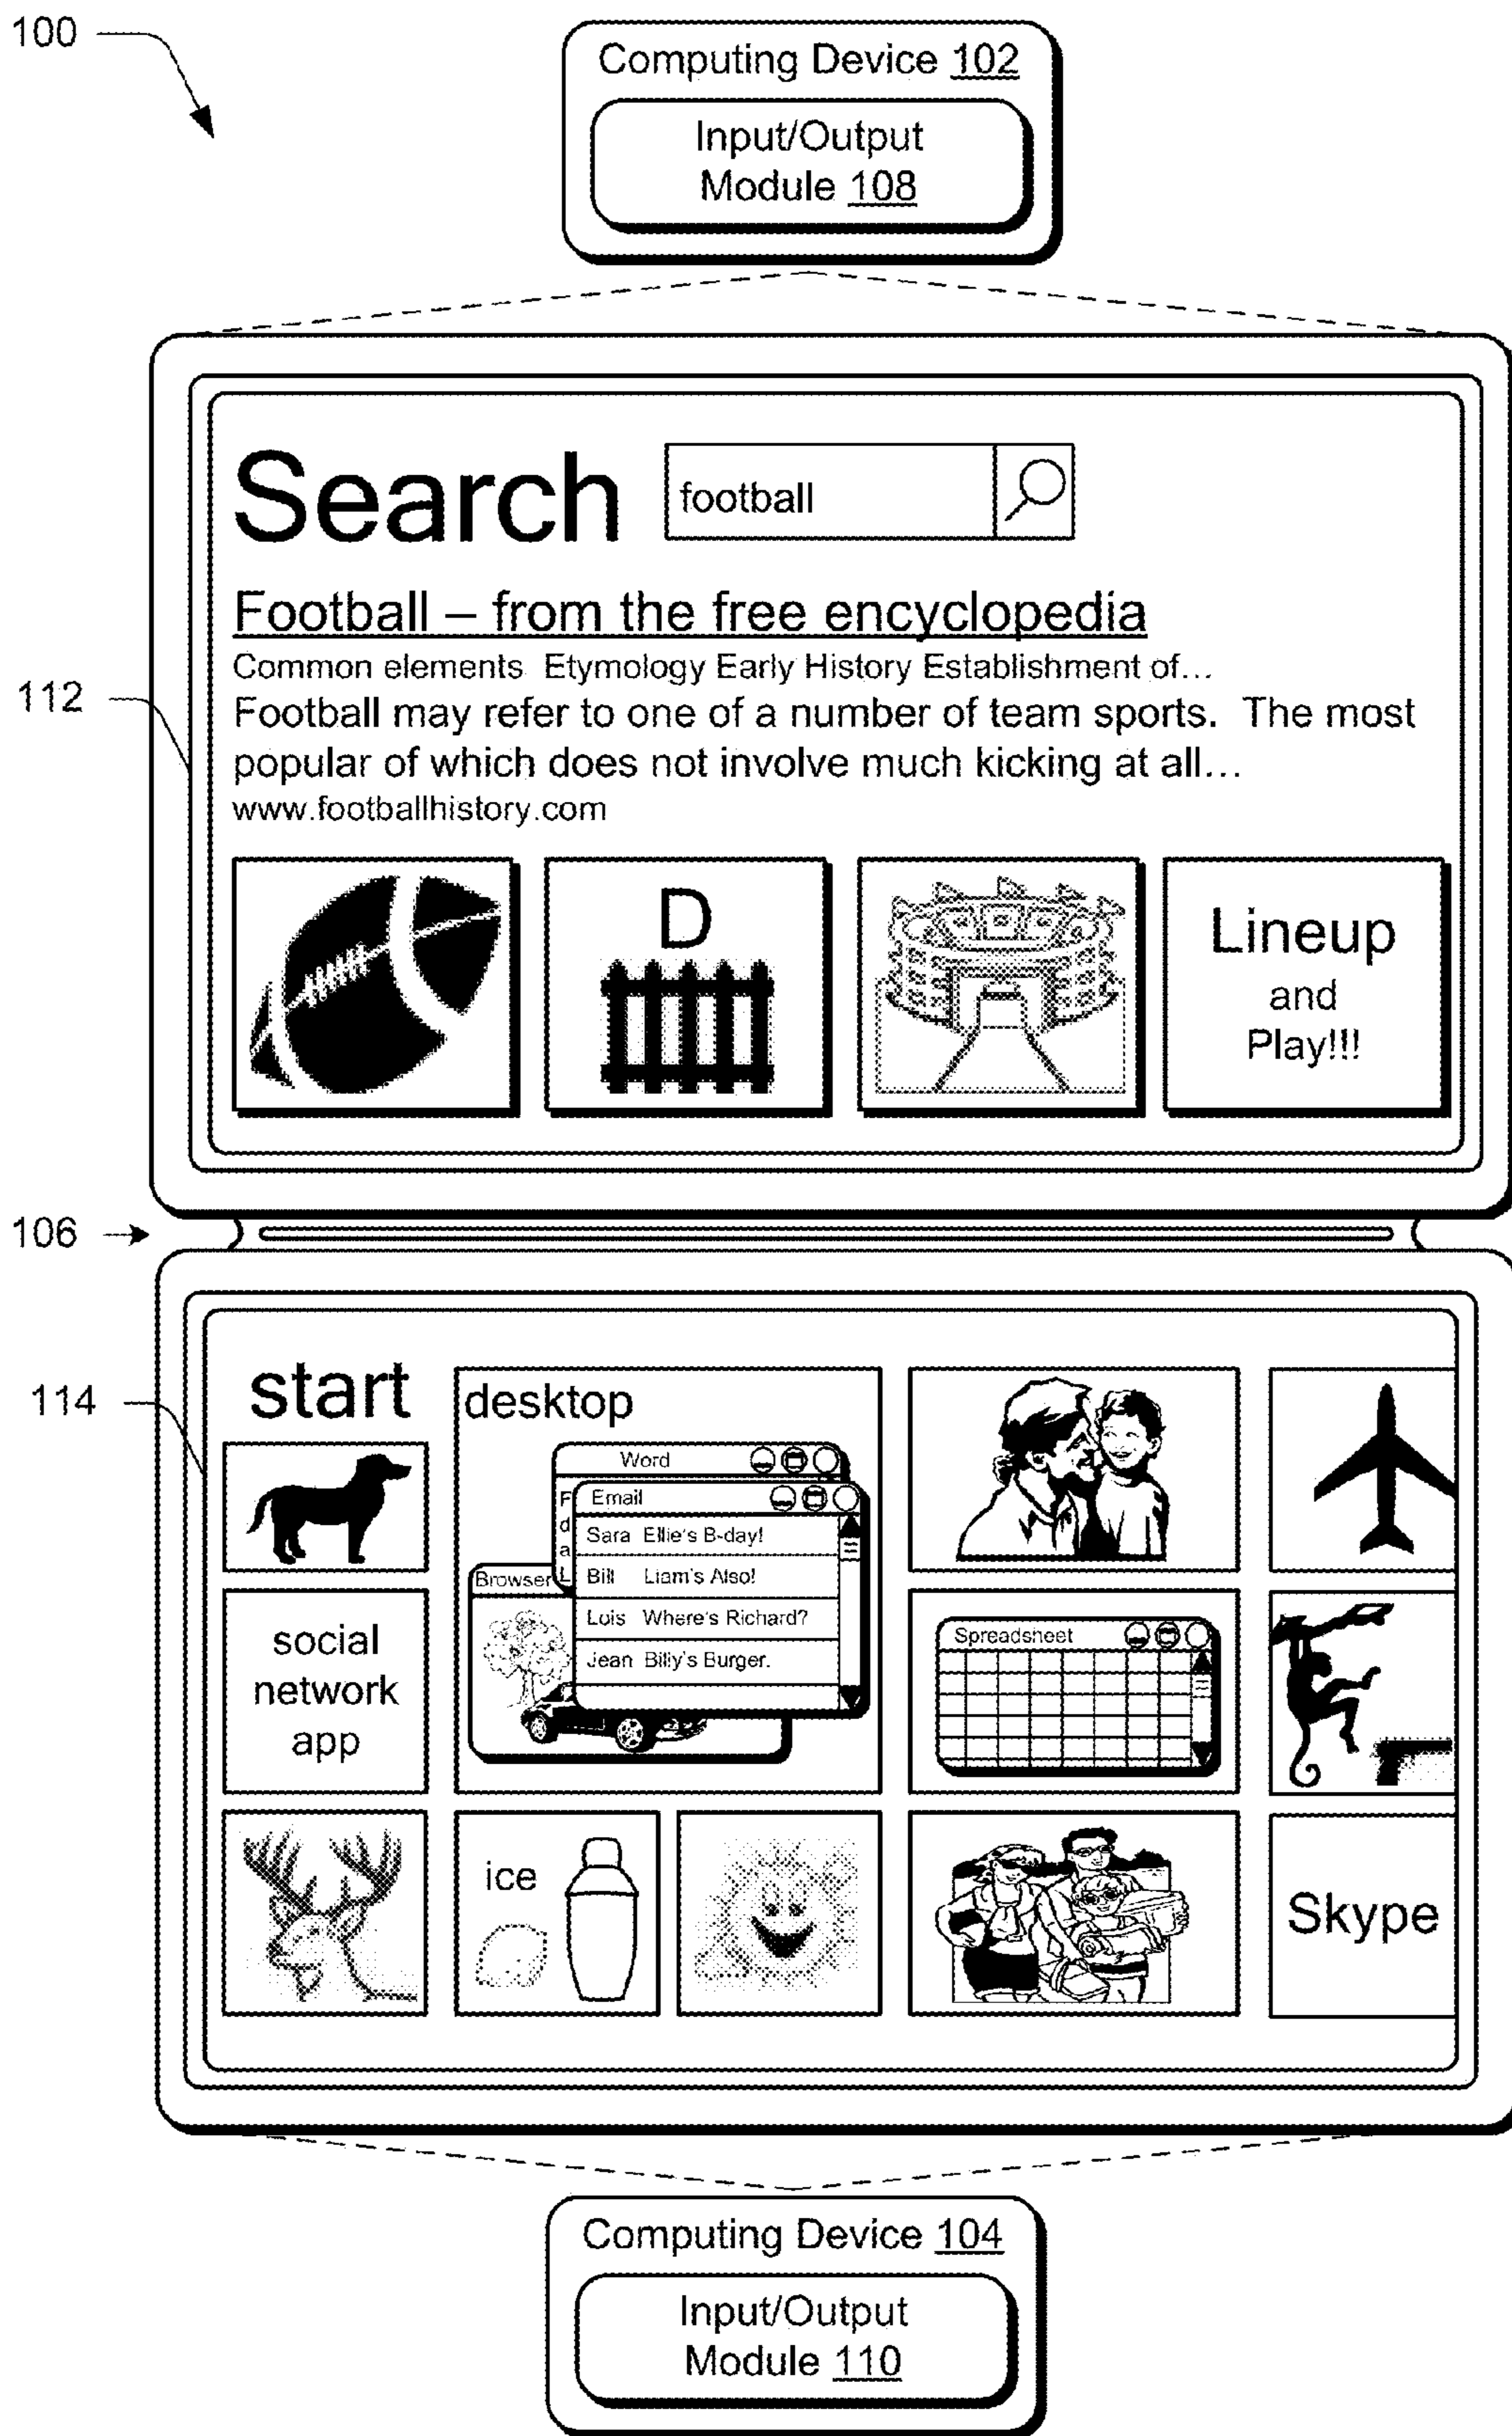 100
Computing Device 102
Input/Output
Module 108
Search
football
Football – from the free encyclopedia
Common elements Etymology Early History Establishment of...
112
Football may refer to one of a number of team sports. The most
popular of which does not involve much kicking at all...
www.footballhistory.com
D
Lineup
and
Play!!!
106
114
start
desktop
Word
F
d
a
L
Email
Sara Ellie's B-day!
Bill Liam's Also!
Lois Where's Richard?
Jean Billy's Burger.
Browser
social
network
app
Spreadsheet
ice
Skype
Computing Device 104
Input/Output
Module 110